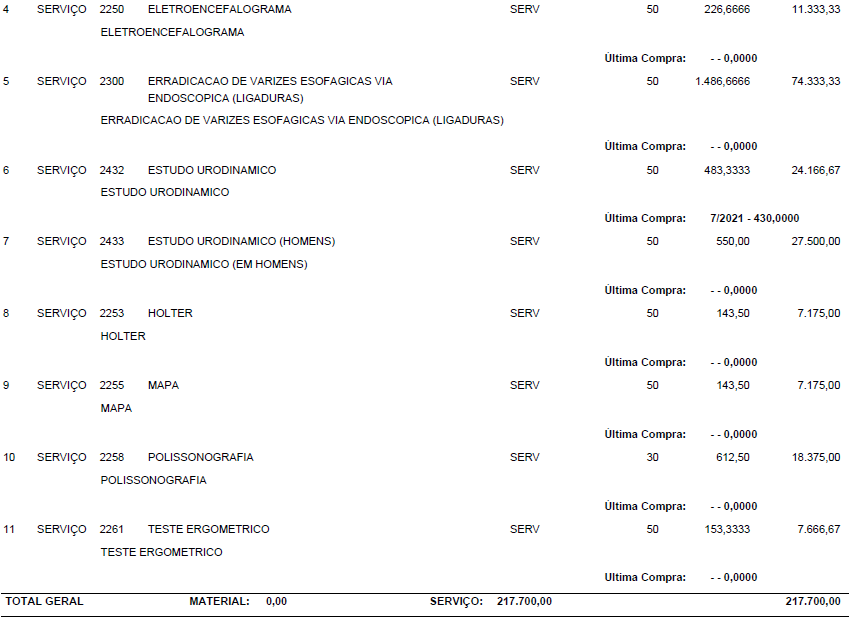 4 SERVIÇO 2250 ELETROENCEFALOGRAMA SERV 50 226,6666 11.333,33
ELETROENCEFALOGRAMA
Última Compra: - - 0,0000
5 SERVIÇO 2300 ERRADICACAO DE VARIZES ESOFAGICAS VIA SERV 50 1.486,6666 74.333,33
ENDOSCOPICA (LIGADURAS)
ERRADICACAO DE VARIZES ESOFAGICAS VIA ENDOSCOPICA (LIGADURAS)
Última Compra: - - 0,0000
6 SERVIÇO 2432 ESTUDO URODINAMICO SERV 50 483,3333 24.166,67
ESTUDO URODINAMICO
Última Compra: 7/2021 - 430,0000
7 SERVIÇO 2433 ESTUDO URODINAMICO (HOMENS) SERV 50 550,00 27.500,00
ESTUDO URODINAMICO (EM HOMENS)
Última Compra: - - 0,0000
8 SERVIÇO 2253 HOLTER SERV 50 143,50 7.175,00
HOLTER
Última Compra: - - 0,0000
9 SERVIÇO 2255 MAPA SERV 50 143,50 7.175,00
MAPA
Última Compra: - - 0,0000
10 SERVIÇO 2258 POLISSONOGRAFIA SERV 30 612,50 18.375,00
POLISSONOGRAFIA
Última Compra: - - 0,0000
11 SERVIÇO 2261 TESTE ERGOMETRICO SERV 50 153,3333 7.666,67
TESTE ERGOMETRICO
Última Compra: - - 0,0000
TOTAL GERAL MATERIAL: 0,00 SERVIÇO: 217.700,00 217.700,00